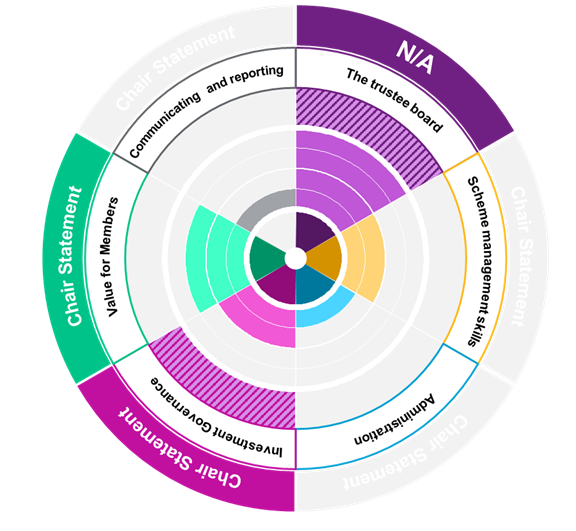 N/A
The trustee board
Chair Statement
Scheme management skills
Chair Statement
Administration
Chair Statement
Investment Governance
Chair Statement
Value for Members
Chair Statement
Communicating and reporting